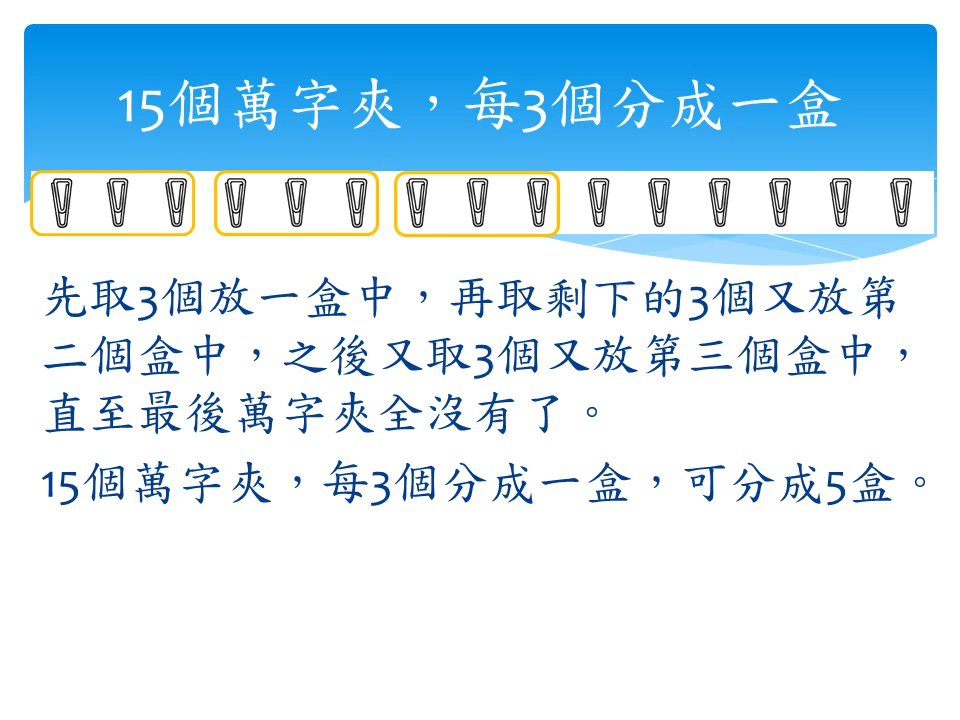 15個萬字夾，每3個分成一盒
先取3個放一盒中，再取剩下的3個又放第
二個盒中，之後又取3個又放第三個盒中，
直至最後萬字夾全沒有了。
15個萬字夾，每3個分成一盒，可分成5盒。